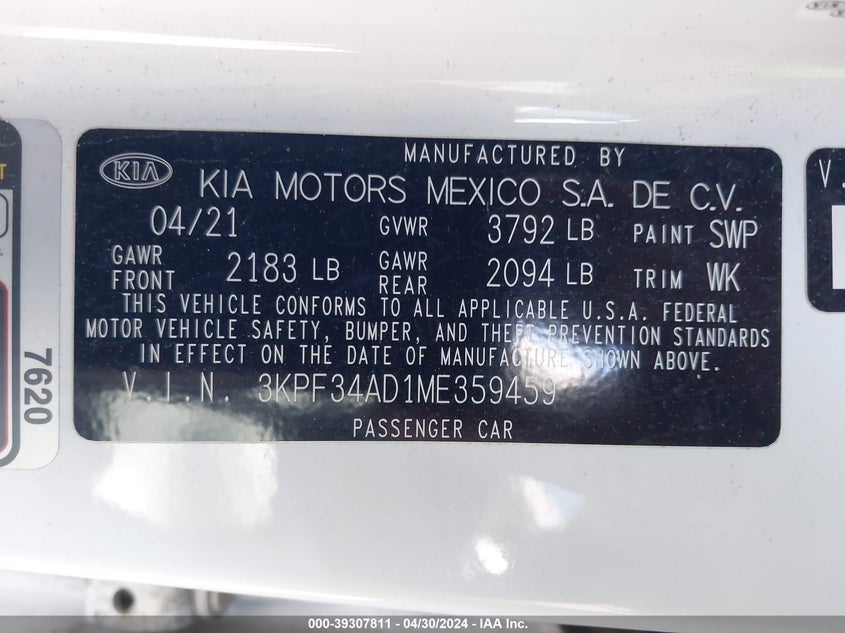 MANUFACTURED BY
KIA KIA MOTORS MEXICO S.A. DE C.V.
04/21 GVWR 3792 LB PAINT SWP
GAWR FRONT 2183 LB GAWR REAR 2094 LB TRIM WK
THIS VEHICLE CONFORMS TO ALL APPLICABLE U.S.A. FEDERAL
MOTOR VEHICLE SAFETY, BUMPER, AND THEFT PREVENTION STANDARDS
IN EFFECT ON THE DATE OF MANUFACTURE SHOWN ABOVE.
V.I.N. 3KPF34AD1ME359459
PASSENGER CAR
7620
V.
000-39307811 - 04/30/2024 - IAA Inc.